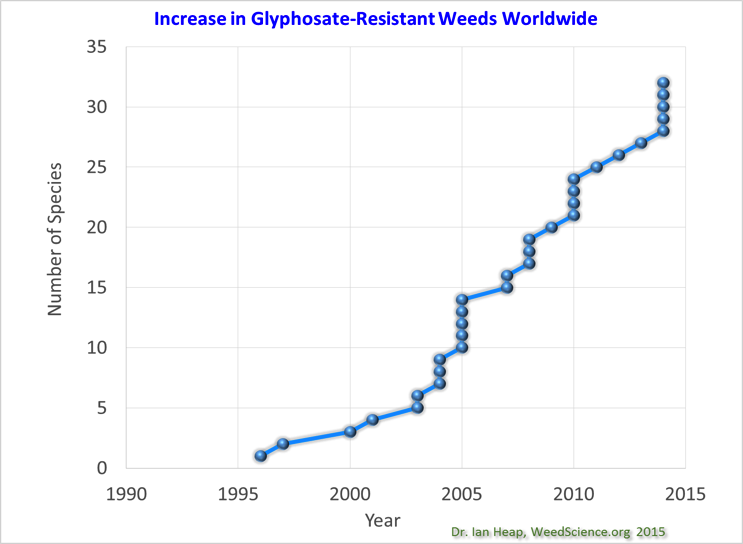 Increase in Glyphosate-Resistant Weeds Worldwide
35
30
25
20
15
10
5
0
Number of Species
1990 1995 2000 2005 2010 2015
Year
Dr. Ian Heap, WeedScience.org 2015